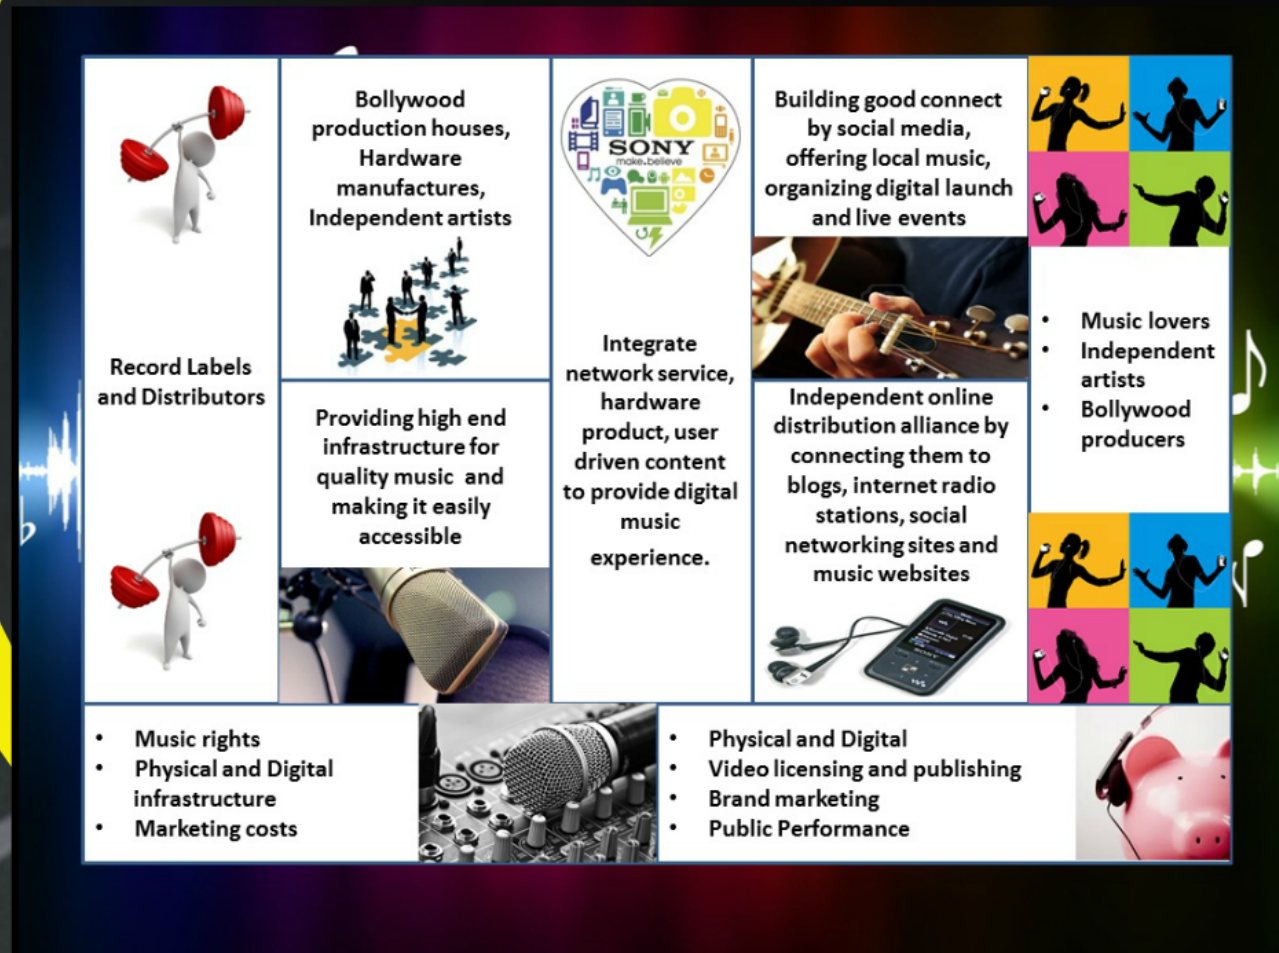 Record Labels
and Distributors
Bollywood
production houses,
Hardware
manufactures,
Independent artists
Providing high end
infrastructure for
quality music and
making it easily
accessible
SONY
make.believe
Integrate
network service,
hardware
product, user
driven content
to provide digital
music
experience.
Building good connect
by social media,
offering local music,
organizing digital launch
and live events
Independent online
distribution alliance by
connecting them to
blogs, internet radio
stations, social
networking sites and
music websites
SONY
• Music lovers
• Independent
artists
• Bollywood
producers
• Music rights
• Physical and Digital
infrastructure
• Marketing costs
• Physical and Digital
• Video licensing and publishing
• Brand marketing
• Public Performance